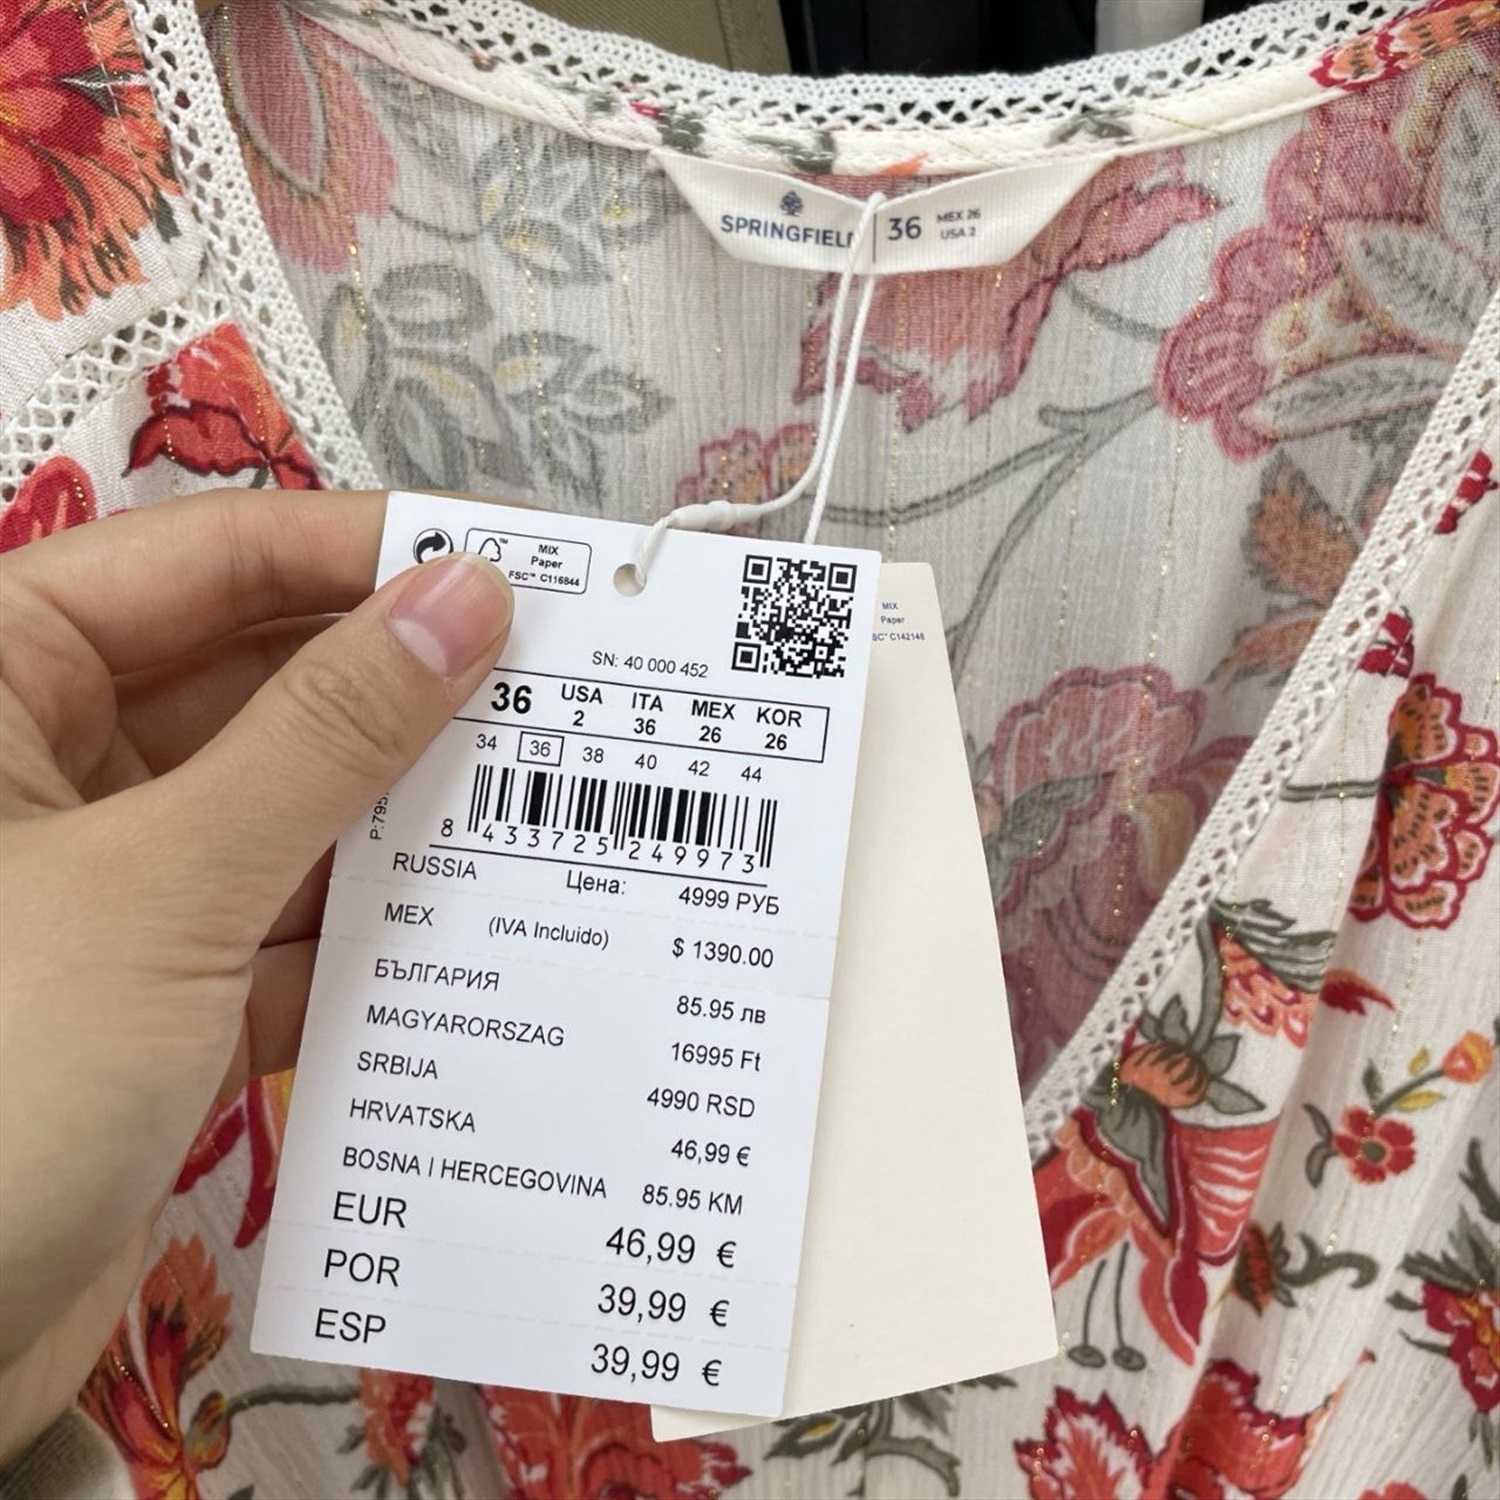 SPRINGFIELD 36 MEX 26
USA 2
MIX
Paper
FSC™ C116844
MIX
Paper
C142146
SN: 40 000 452
36 USA ITA MEX KOR
2 36 26 26
34 36 38 40 42 44
8 433725 249973
RUSSIA Цена: 4999 РУБ
MEX (IVA Incluido) $ 1390.00
БЪЛГАРИЯ 85.95 лв
MAGYARORSZAG 16995 Ft
SRBIJA 4990 RSD
HRVATSKA 46,99 €
BOSNA I HERCEGOVINA 85.95 KM
EUR 46,99 €
POR 39,99 €
ESP 39,99 €